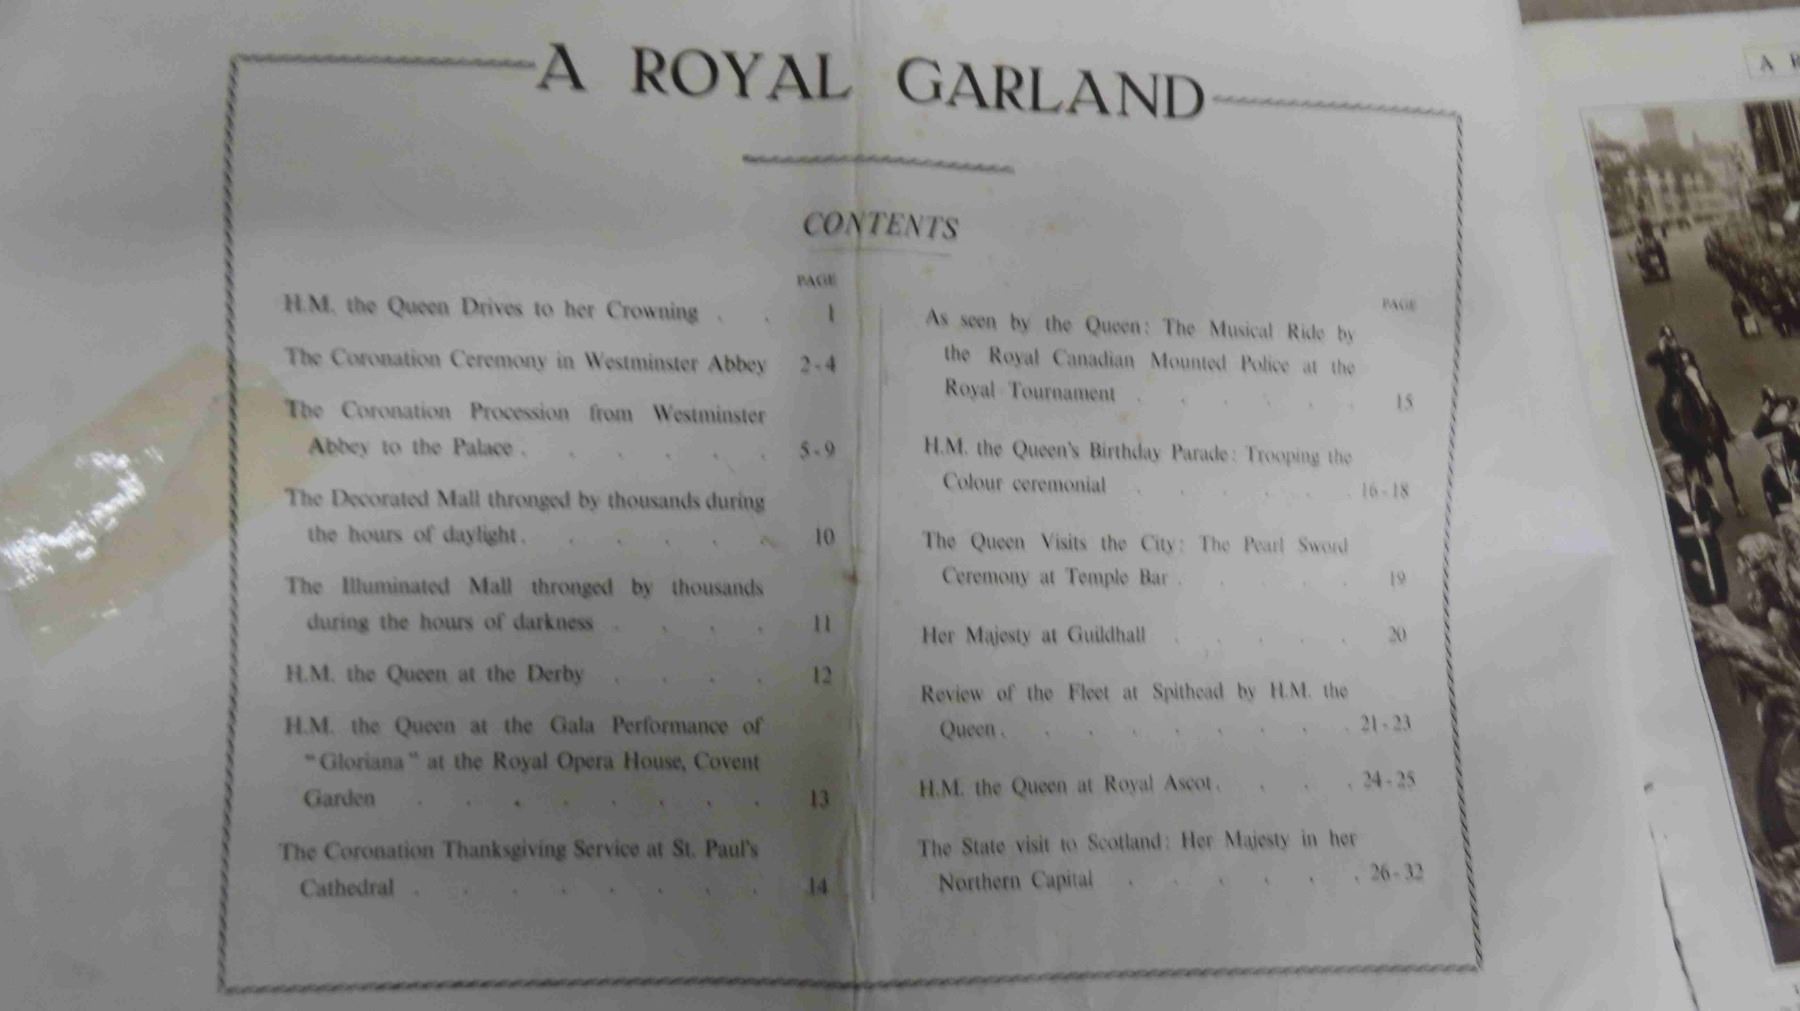 A ROYAL GARLAND
CONTENTS
PAGE
H.M. the Queen Drives to her Crowning . . 1
The Coronation Ceremony in Westminster Abbey 2-4
The Coronation Procession from Westminster
Abbey to the Palace . . . . . . 5-9
The Decorated Mall thronged by thousands during
the hours of daylight . . . . . . 10
The Illuminated Mall thronged by thousands
during the hours of darkness . . . . 11
H.M. the Queen at the Derby . . . . 12
H.M. the Queen at the Gala Performance of
"Gloriana" at the Royal Opera House, Covent
Garden . . . . . . . . 13
The Coronation Thanksgiving Service at St. Paul's
Cathedral . . . . . . . . 14
PAGE
As seen by the Queen: The Musical Ride by
the Royal Canadian Mounted Police at the
Royal Tournament . . . . . . 15
H.M. the Queen's Birthday Parade: Trooping the
Colour ceremonial . . . . . . 16-18
The Queen Visits the City: The Pearl Sword
Ceremony at Temple Bar . . . . . 19
Her Majesty at Guildhall . . . . . 20
Review of the Fleet at Spithead by H.M. the
Queen . . . . . . . . . 21-23
H.M. the Queen at Royal Ascot . . . . 24-25
The State visit to Scotland: Her Majesty in her
Northern Capital . . . . . . 26-32
A